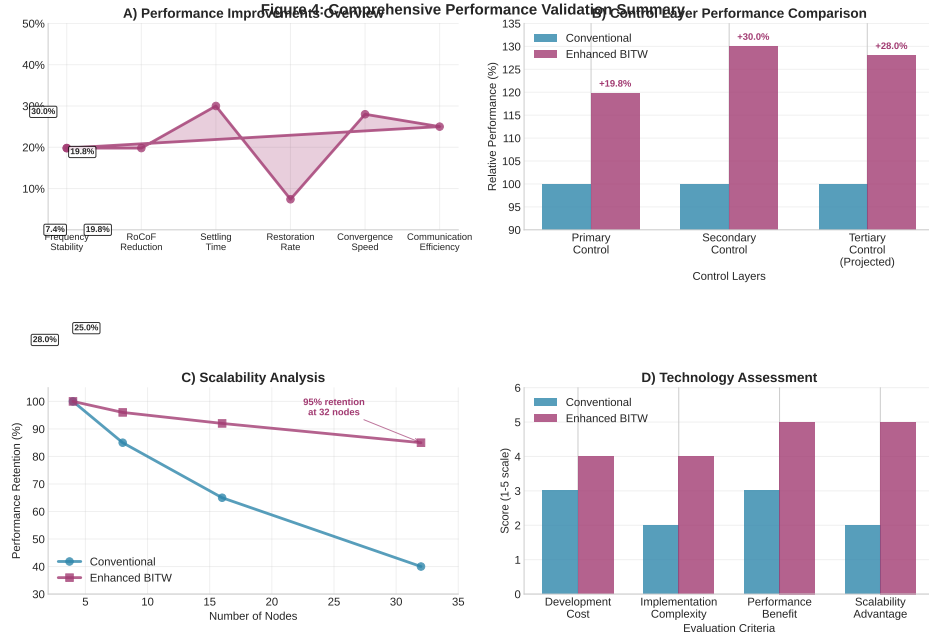 Figure 4: Comprehensive Performance Validation Summary
A) Performance Improvements Overview
50%
40%
30%
20%
10%
30.0%
19.8%
7.4%
19.8%
Frequency
Stability
RoCoF
Reduction
Settling
Time
Restoration
Rate
Convergence
Speed
Communication
Efficiency
28.0%
25.0%
B) Control Layer Performance Comparison
Relative Performance (%)
135
130
125
120
115
110
105
100
95
90
Conventional
Enhanced BITW
+19.8%
+30.0%
+28.0%
Primary
Control
Secondary
Control
Tertiary
Control
(Projected)
Control Layers
C) Scalability Analysis
Performance Retention (%)
100
90
80
70
60
50
40
30
95% retention
at 32 nodes
Conventional
Enhanced BITW
5
10
15
20
25
30
35
Number of Nodes
D) Technology Assessment
Score (1-5 scale)
6
5
4
3
2
1
0
Conventional
Enhanced BITW
Development
Cost
Implementation
Complexity
Performance
Benefit
Scalability
Advantage
Evaluation Criteria